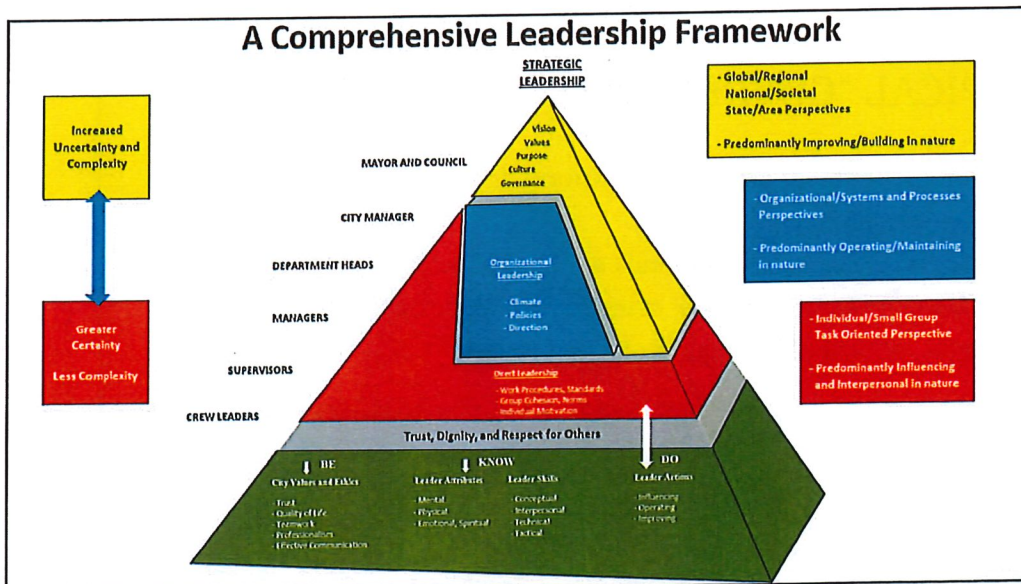 A Comprehensive Leadership Framework
STRATEGIC
LEADERSHIP
Increased
Uncertainty and
Complexity
Greater
Certainty
Less Complexity
MAYOR AND COUNCIL
CITY MANAGER
DEPARTMENT HEADS
MANAGERS
SUPERVISORS
CREW LEADERS
Vision
Values
Purpose
Culture
Governance
Organizational
Leadership
- Climate
- Policies
- Direction
Direct Leadership
- Work Procedures, Standards
- Group Cohesion, Norms
- Individual Motivation
Trust, Dignity, and Respect for Others
BE
City Values and Ethics
- Trust
- Quality of Life
- Teamwork
- Professionalism
- Effective Communication
KNOW
Leader Attributes
- Mental
- Physical
- Emotional, Spiritual
Leader Skills
- Conceptual
- Interpersonal
- Technical
- Tactical
DO
Leader Actions
- Influencing
- Operating
- Improving
- Global/Regional
National/Societal
State/Area Perspectives
- Predominantly Improving/Building in nature
- Organizational/Systems and Processes
Perspectives
- Predominantly Operating/Maintaining
in nature
- Individual/Small Group
Task Oriented Perspective
- Predominantly Influencing
and Interpersonal in nature